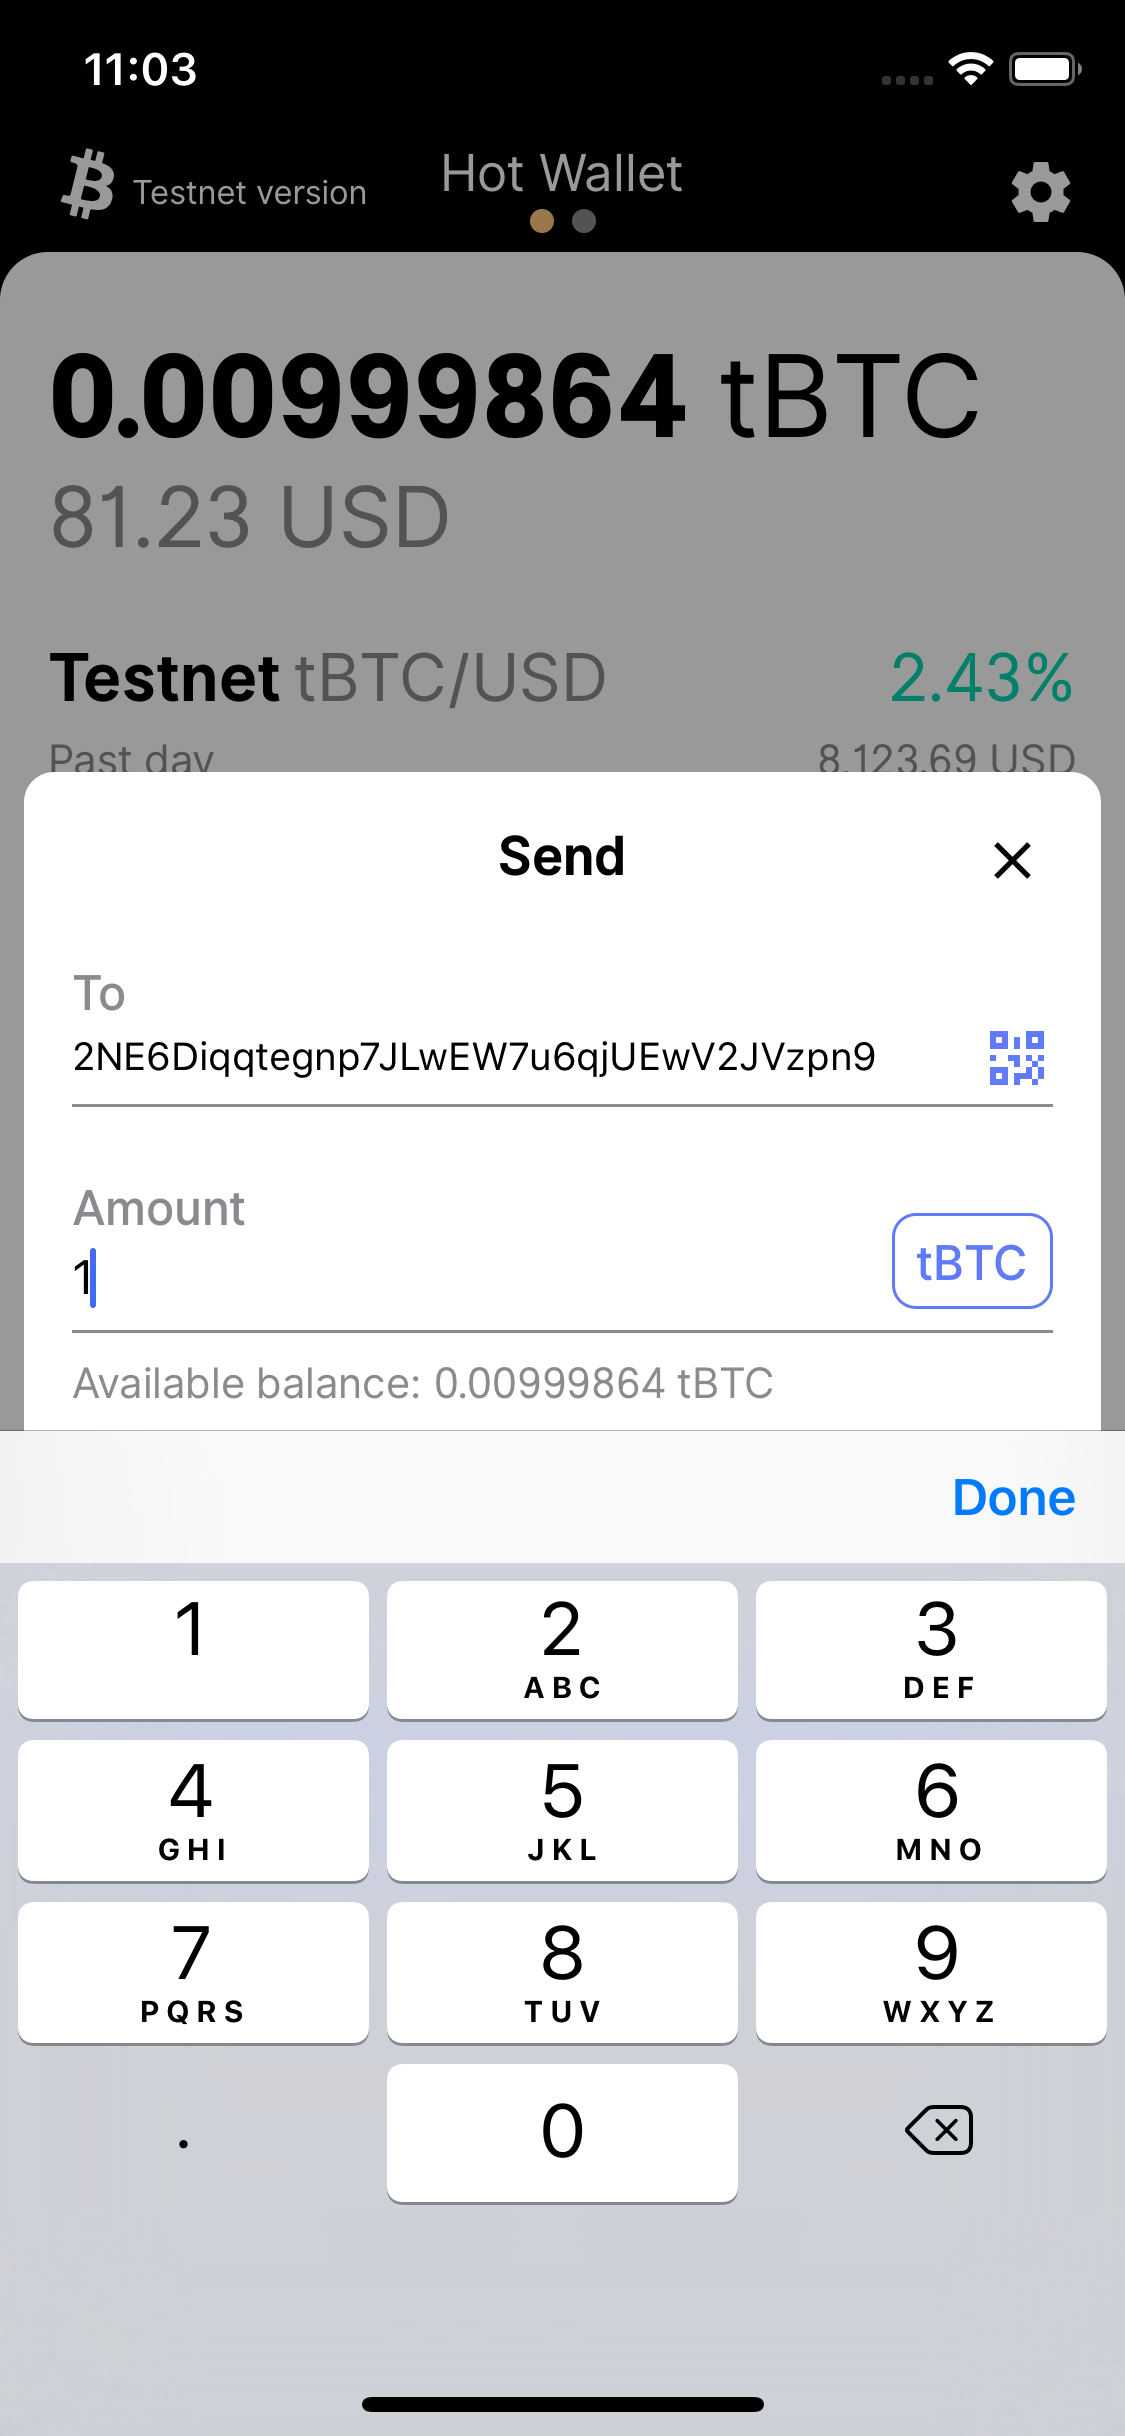 11:03
Testnet version
Hot Wallet
0.00999864 tBTC
81.23 USD
Testnet tBTC/USD 2.43%
Past day 8,123.69 USD
Send
To
2NE6Diqqtegnp7JLwEW7u6qjUEwV2JVzpn9
Amount
1
tBTC
Available balance: 0.00999864 tBTC
Done
1 2 3
ABC DEF
4 5 6
GHI JKL MNO
7 8 9
PQRS TUV WXYZ
. 0